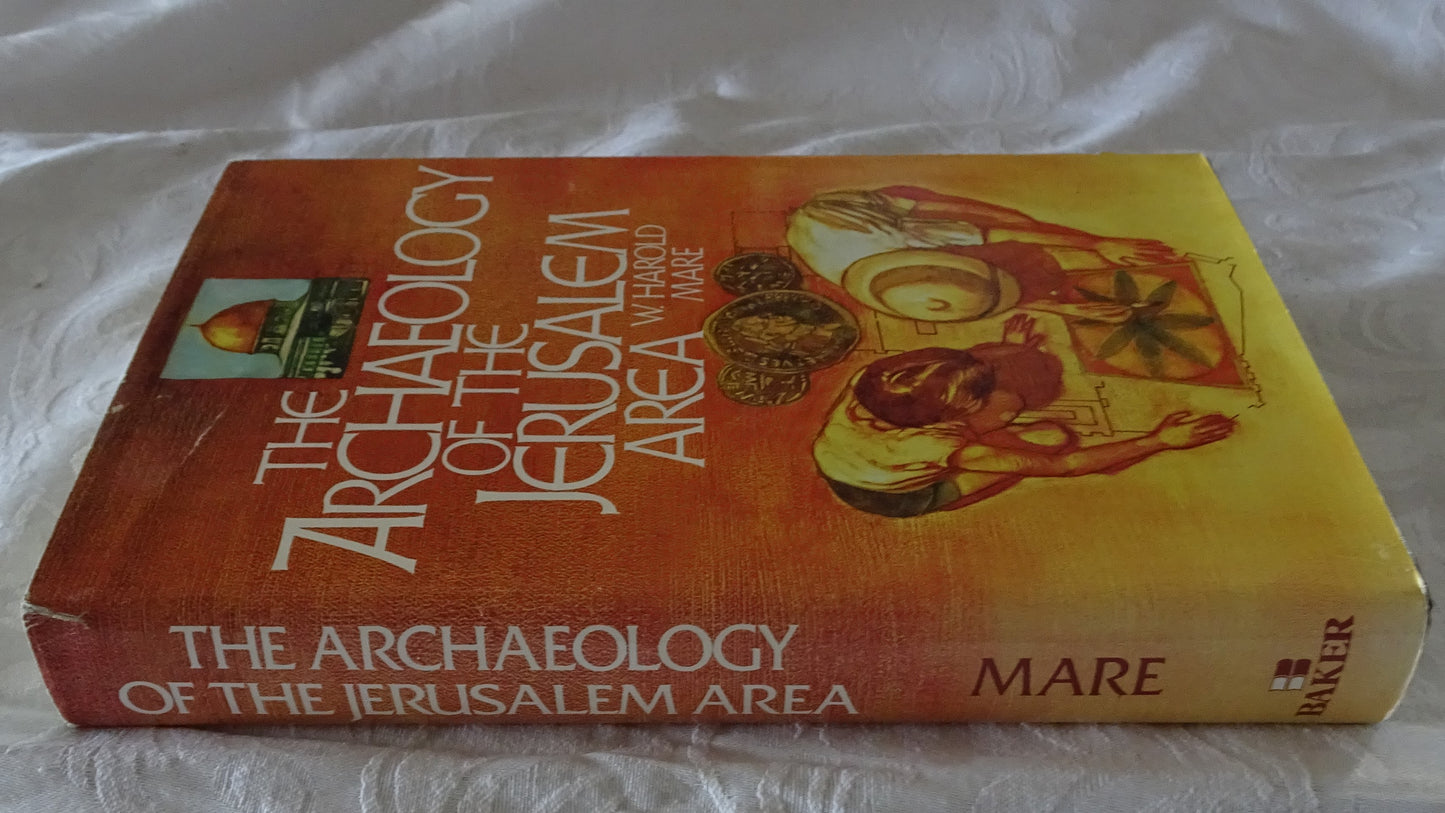 THE
ARCHAEOLOGY
OF THE
JERUSALEM
AREA
W. HAROLD
MARE
THE ARCHAEOLOGY
OF THE JERUSALEM AREA
MARE
BAKER